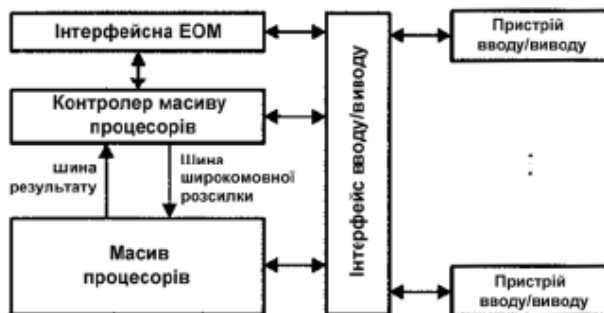 Інтерфейсна ЕОМ
Контролер масиву
процесорів
Шина
результату
Шина
широкомовної
розсилки
Масив
процесорів
Інтерфейс вводу/виводу
Пристрій
вводу/виводу
:
Пристрій
вводу/виводу